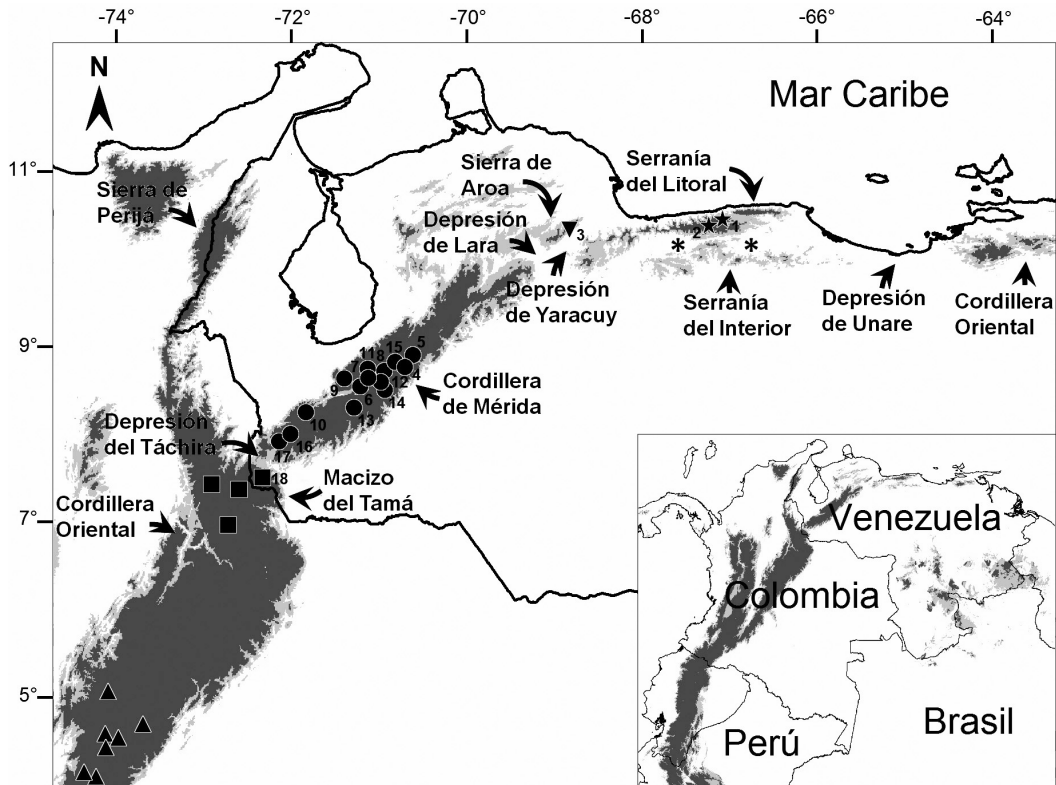 -74°
-72°
-70°
-68°
-66°
-64°
N
Mar Caribe
11°
9°
7°
5°
Sierra de
Perijá
Sierra de
Aroa
Serranía
del Litoral
Depresión
de Lara
3
2
1
*
*
Depresión
de Yaracuy
Serranía
del Interior
Depresión
de Unare
Cordillera
Oriental
5
15
8
11
7
4
12
9
6
14
13
10
16
17
18
Cordillera
de Mérida
Depresión
del Táchira
Macizo
del Tamá
Cordillera
Oriental
Venezuela
Colombia
Brasil
Perú